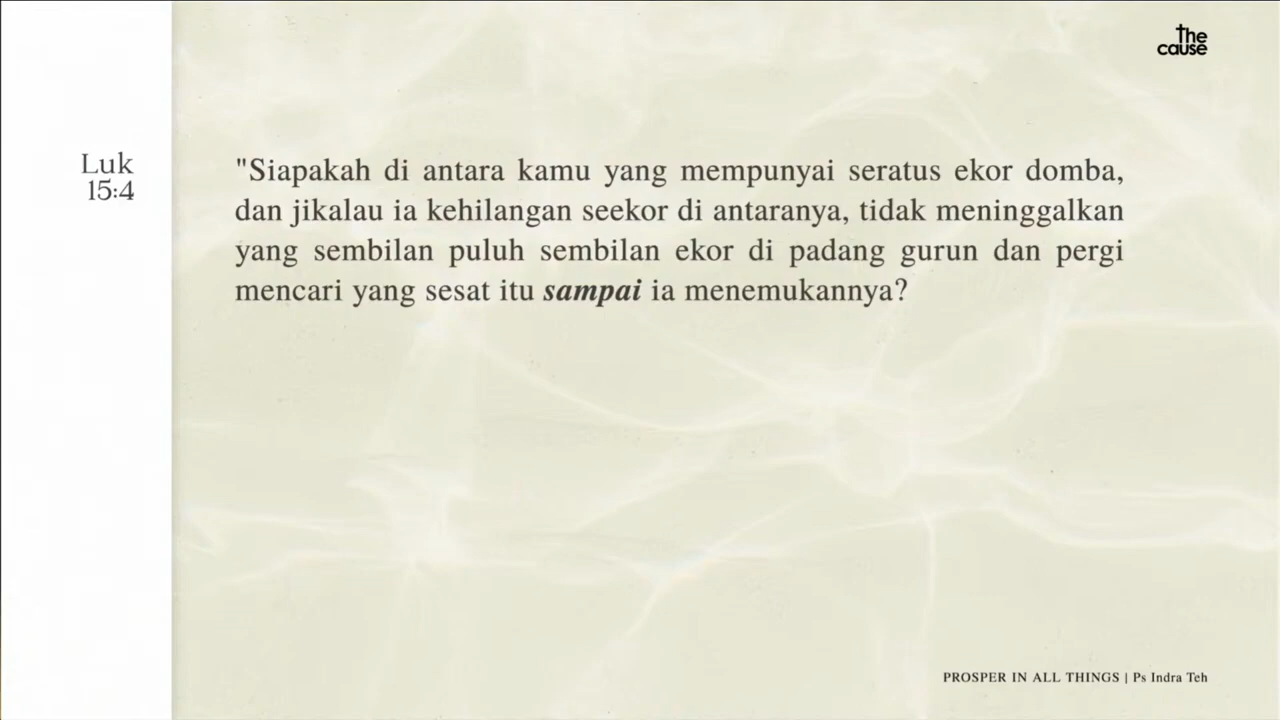 the
cause
Luk
15:4
"Siapakah di antara kamu yang mempunyai seratus ekor domba,
dan jikalau ia kehilangan seekor di antaranya, tidak meninggalkan
yang sembilan puluh sembilan ekor di padang gurun dan pergi
mencari yang sesat itu sampai ia menemukannya?
PROSPER IN ALL THINGS | Ps Indra Teh